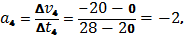 a₄ = Δv₄/Δt₄ = (−20 − 0)/(28 − 20) = −2,